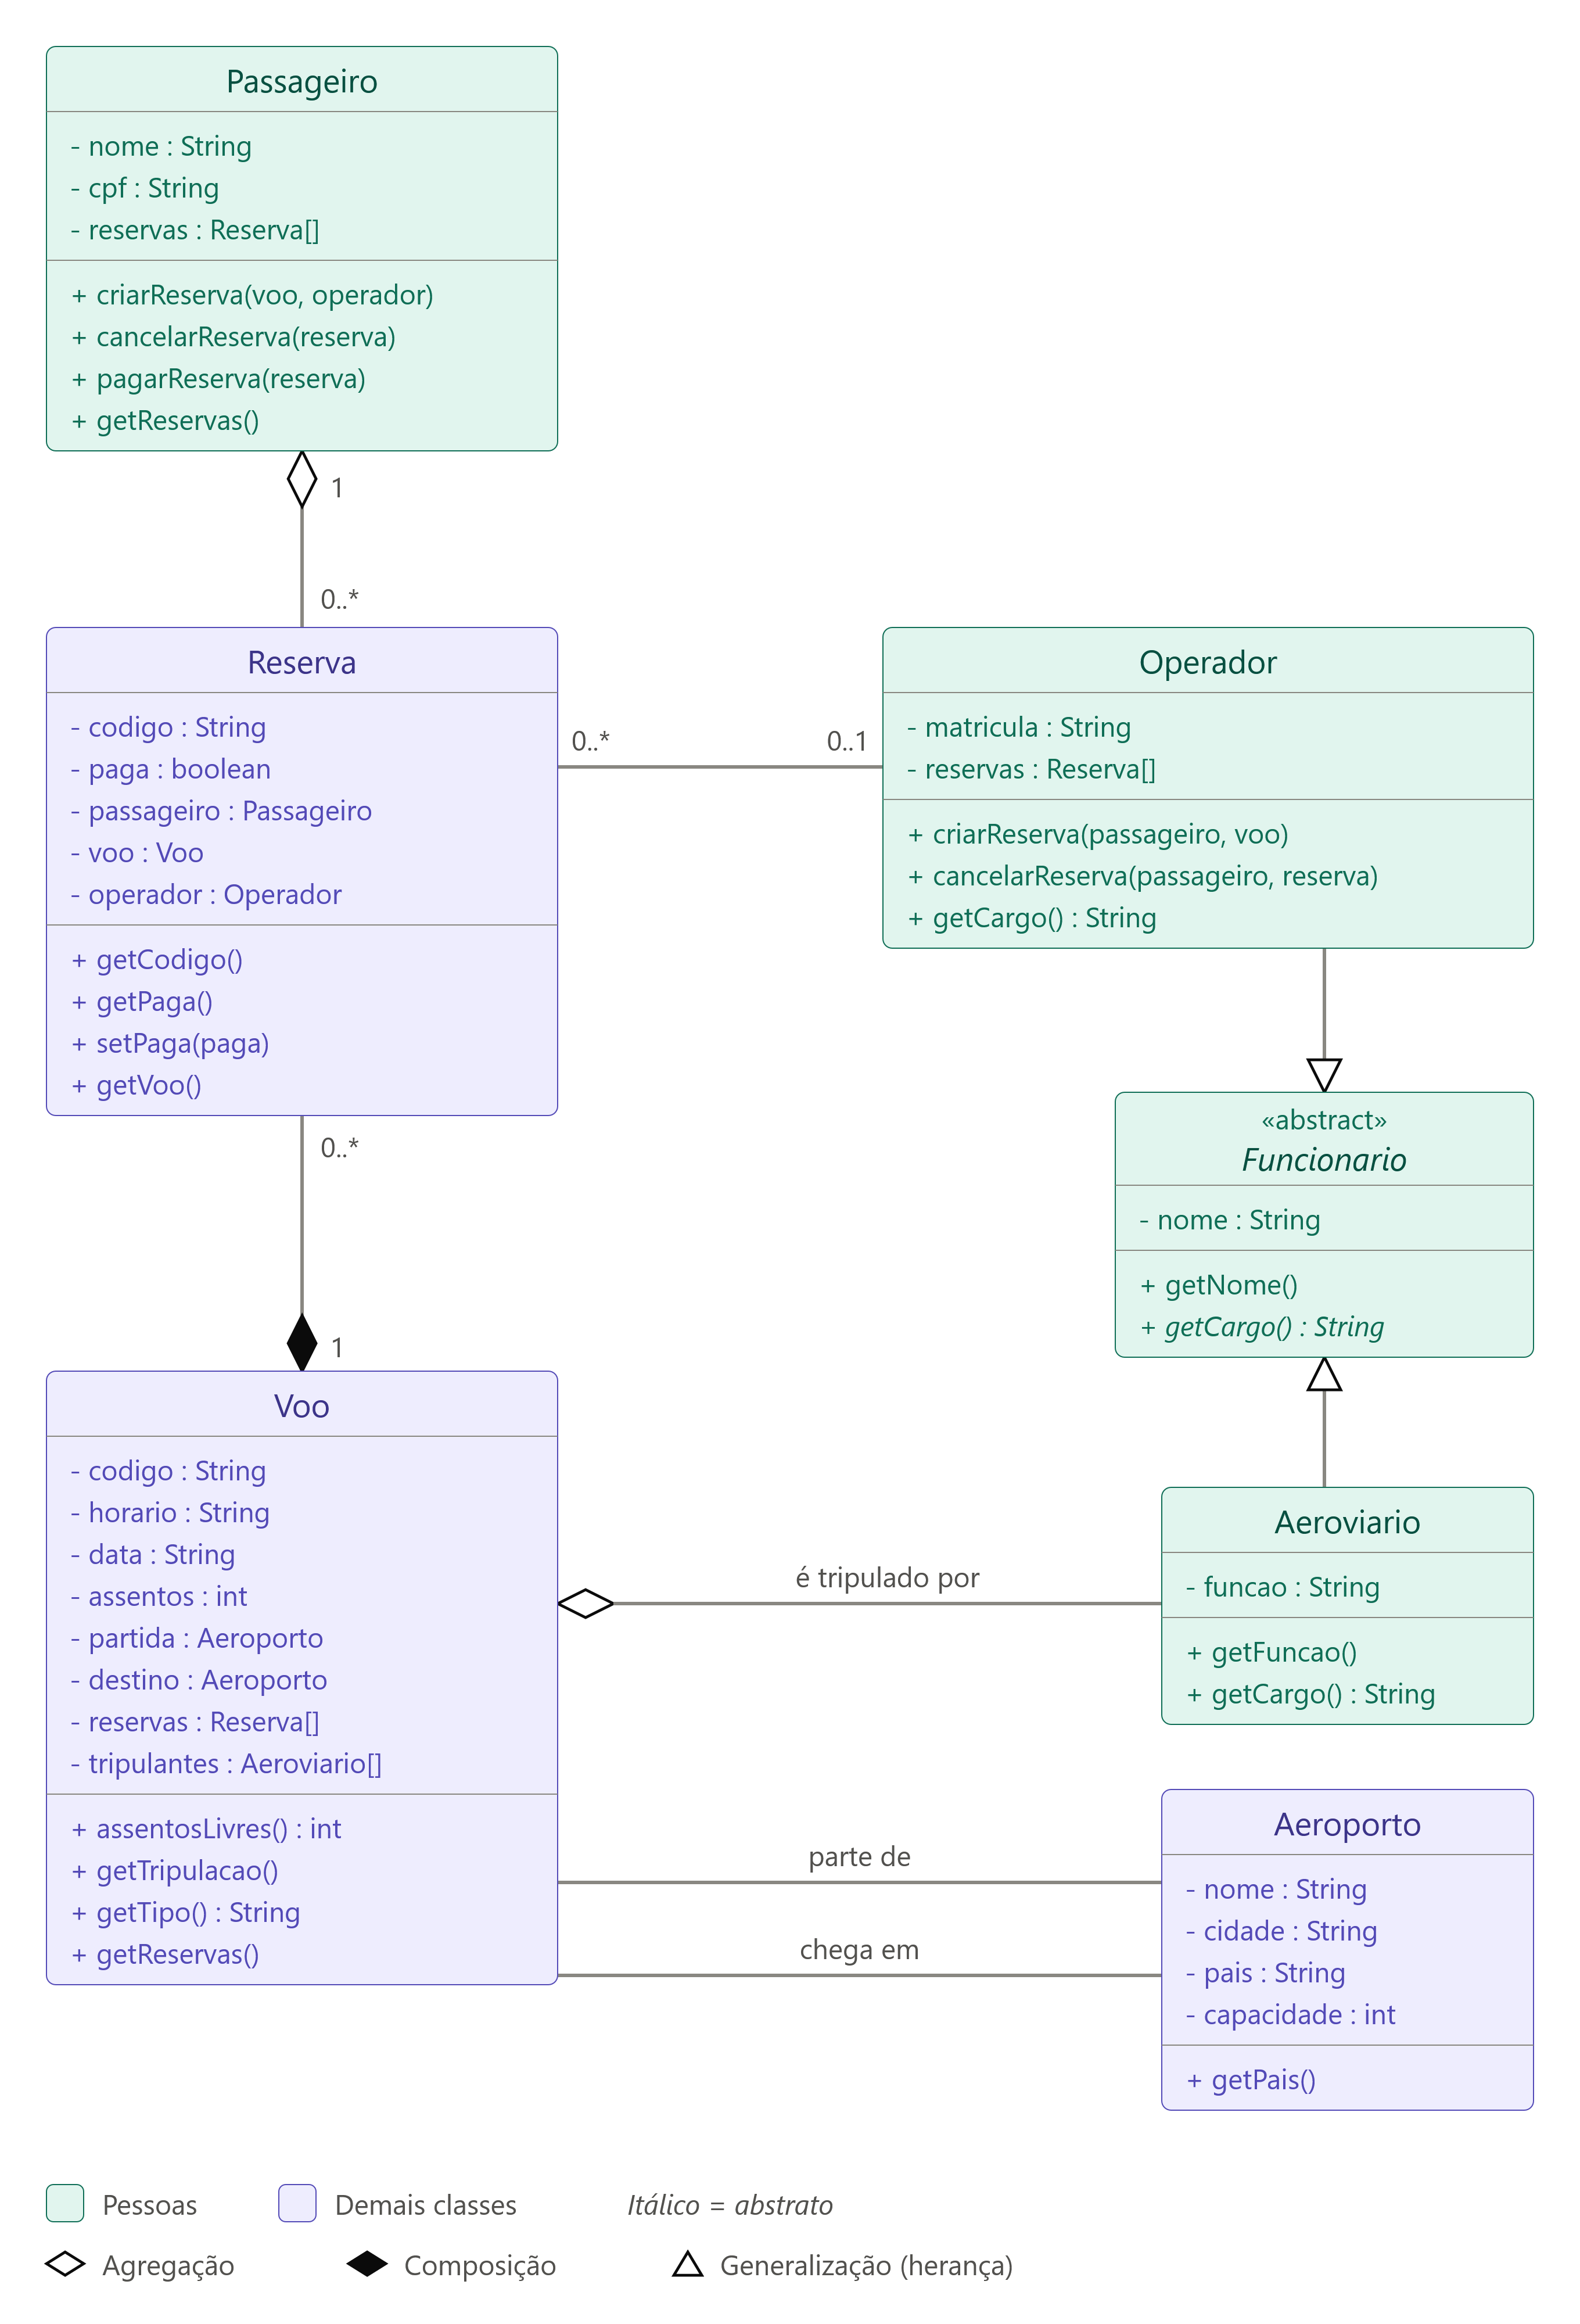 Passageiro
- nome : String
- cpf : String
- reservas : Reserva[]
+ criarReserva(voo, operador)
+ cancelarReserva(reserva)
+ pagarReserva(reserva)
+ getReservas()
1
0..*
Reserva
- codigo : String
- paga : boolean
- passageiro : Passageiro
- voo : Voo
- operador : Operador
+ getCodigo()
+ getPaga()
+ setPaga(paga)
+ getVoo()
0..*
0..1
Operador
- matricula : String
- reservas : Reserva[]
+ criarReserva(passageiro, voo)
+ cancelarReserva(passageiro, reserva)
+ getCargo() : String
«abstract»
Funcionario
- nome : String
+ getNome()
+ getCargo() : String
0..*
1
Voo
- codigo : String
- horario : String
- data : String
- assentos : int
- partida : Aeroporto
- destino : Aeroporto
- reservas : Reserva[]
- tripulantes : Aeroviario[]
+ assentosLivres() : int
+ getTripulacao()
+ getTipo() : String
+ getReservas()
é tripulado por
Aeroviario
- funcao : String
+ getFuncao()
+ getCargo() : String
parte de
chega em
Aeroporto
- nome : String
- cidade : String
- pais : String
- capacidade : int
+ getPais()
Pessoas
Demais classes
Itálico = abstrato
Agregação
Composição
Generalização (herança)